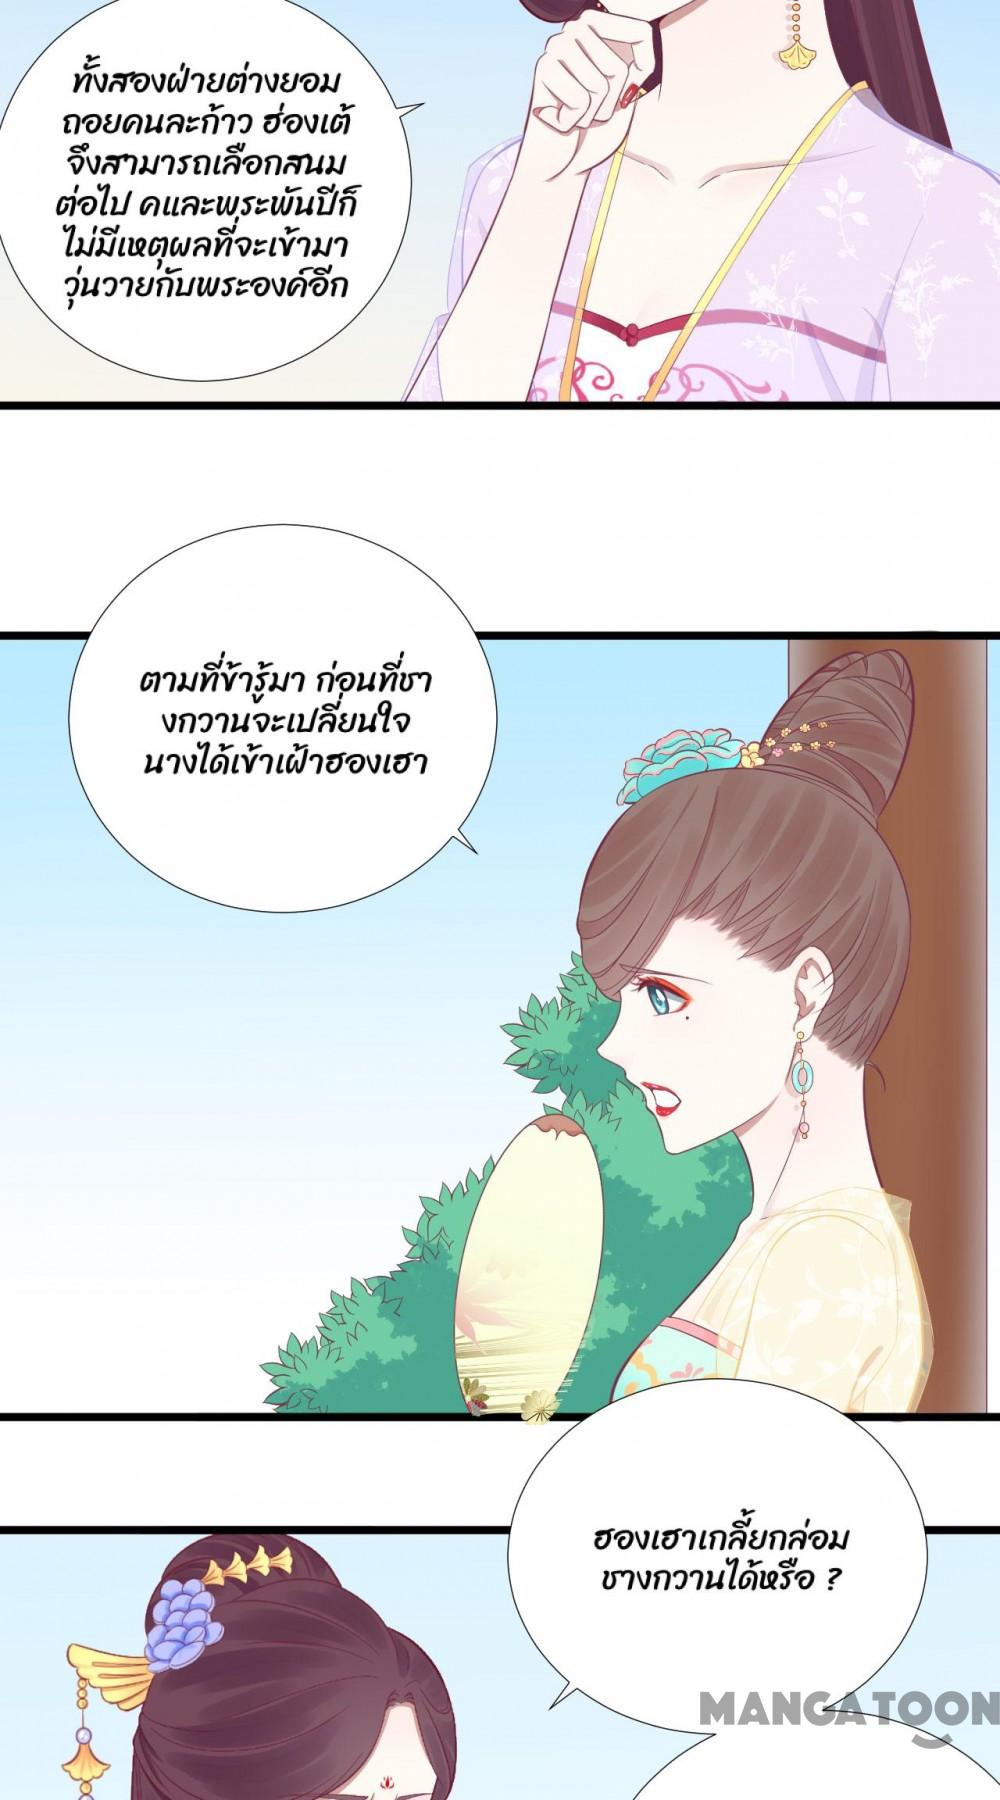 ทั้งสองฝ่ายต่างยอม
ถอยคนละก้าว ฮ่องเต้
จึงสามารถเลือกสนม
ต่อไป คและพระพันปีก็
ไม่มีเหตุผลที่จะเข้ามา
วุ่นวายกับพระองค์อีก
ตามที่ข้ารู้มา ก่อนที่ชา
งกวานจะเปลี่ยนใจ
นางได้เข้าเฝ้าฮองเฮา
ฮองเฮาเกลี้ยกล่อม
ชางกวานได้หรือ ?
MANGATOON